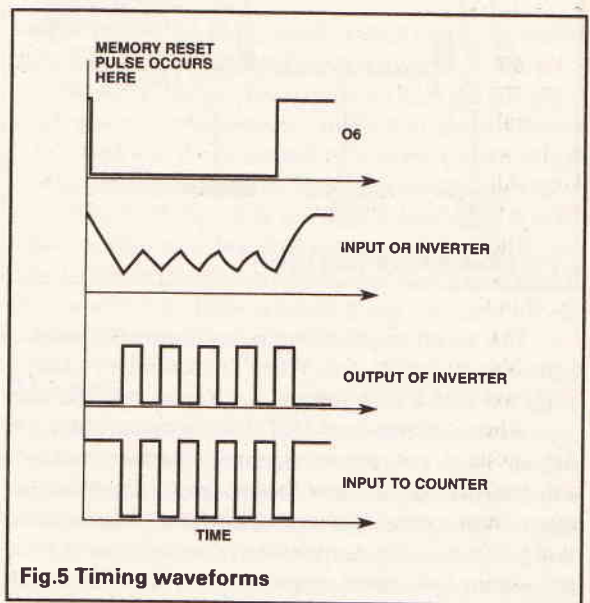 MEMORY RESET
PULSE OCCURS
HERE
O6
INPUT OR INVERTER
OUTPUT OF INVERTER
INPUT TO COUNTER
TIME
Fig.5 Timing waveforms